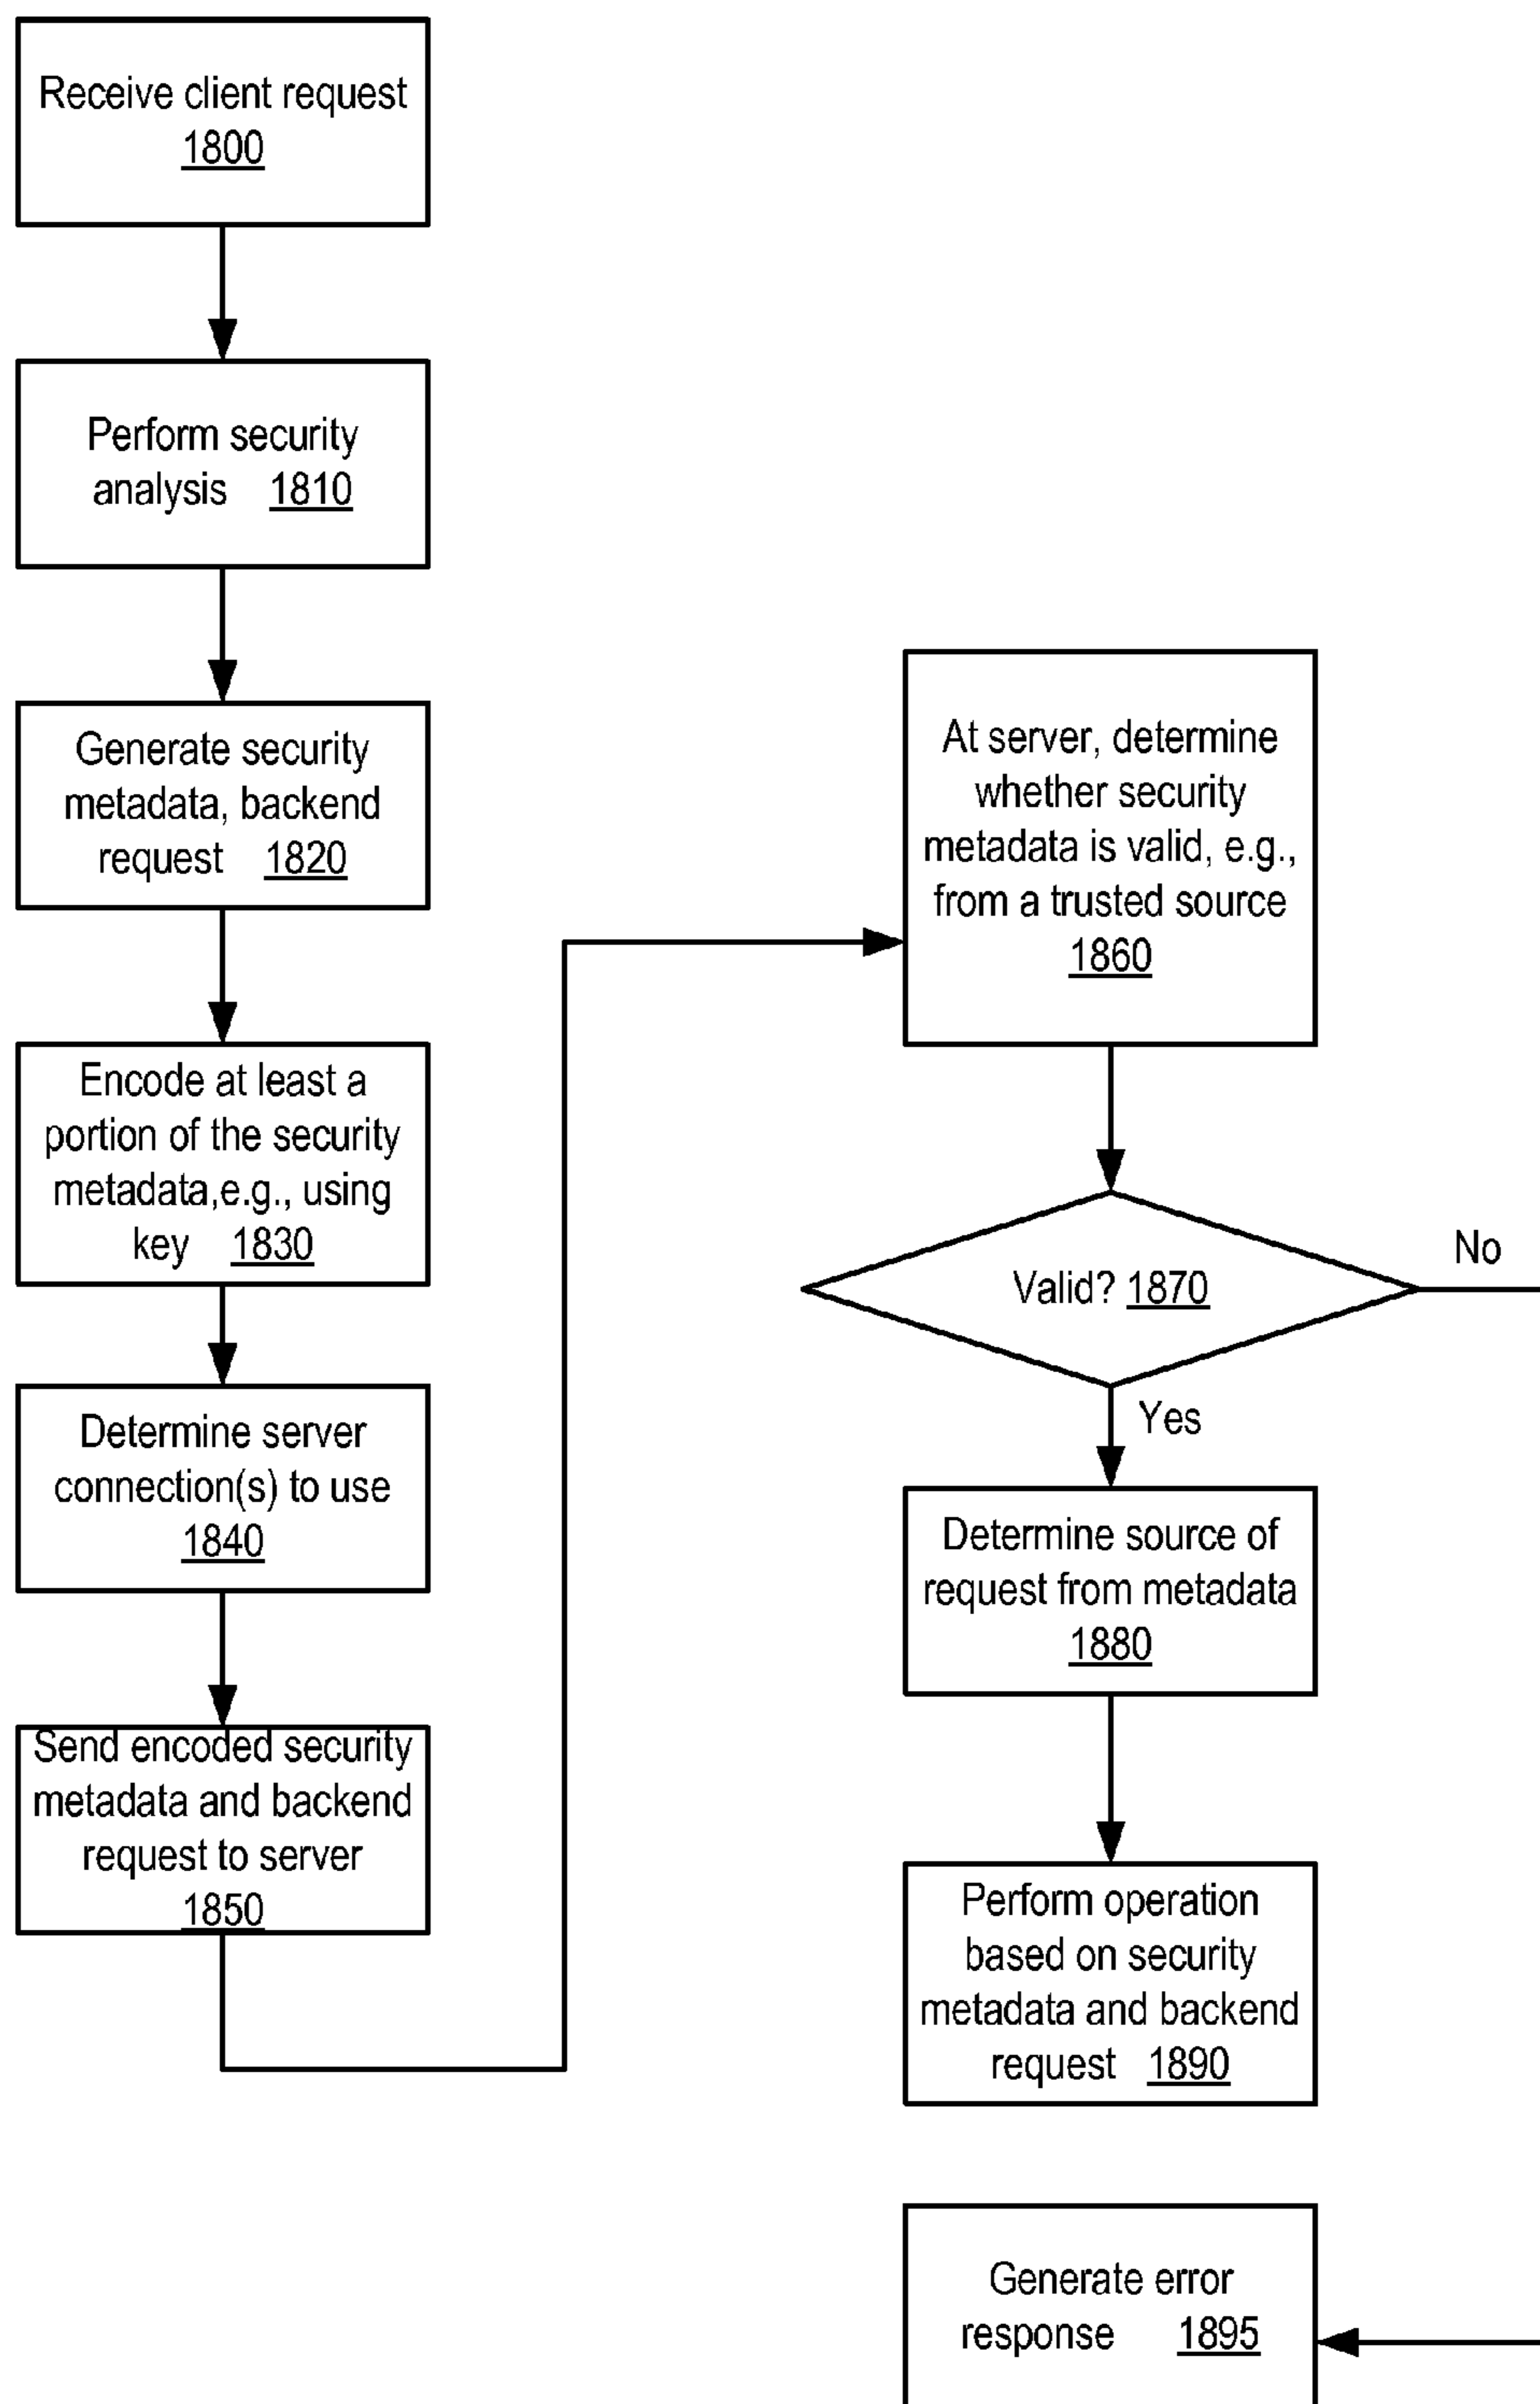 Receive client request
1800
Perform security
analysis 1810
Generate security
metadata, backend
request 1820
Encode at least a
portion of the security
metadata,e.g., using
key 1830
Determine server
connection(s) to use
1840
Send encoded security
metadata and backend
request to server
1850
At server, determine
whether security
metadata is valid, e.g.,
from a trusted source
1860
Valid? 1870
No
Yes
Determine source of
request from metadata
1880
Perform operation
based on security
metadata and backend
request 1890
Generate error
response 1895